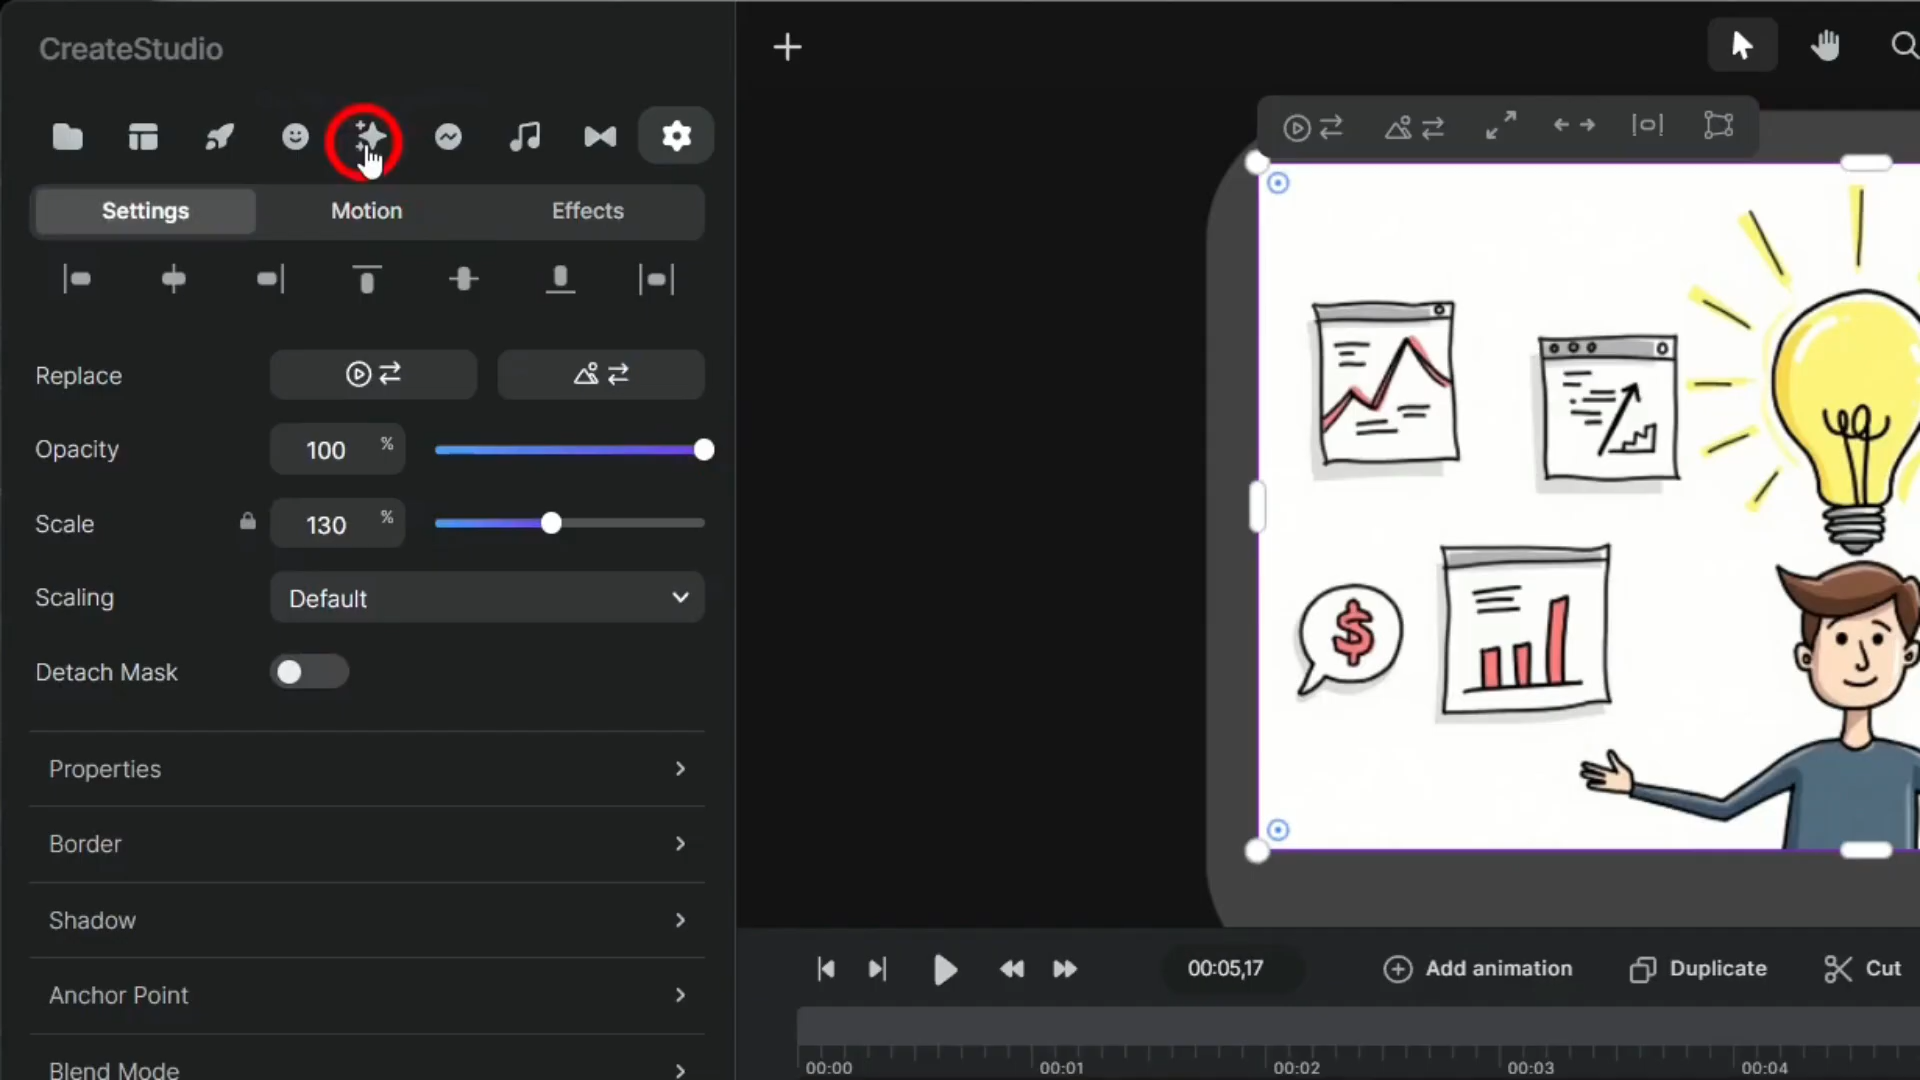 CreateStudio
Settings Motion Effects
Replace
Opacity 100 %
Scale 130 %
Scaling Default
Detach Mask
Properties
Border
Shadow
Anchor Point
Blend Mode
$
00:05,17 Add animation Duplicate Cut
00:00 00:01 00:02 00:03 00:04